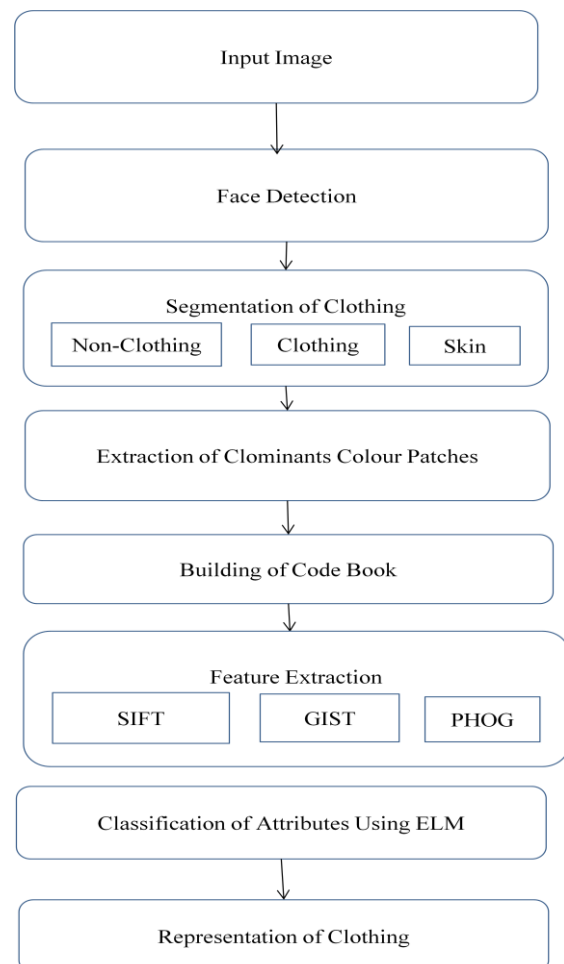 Input Image
Face Detection
Segmentation of Clothing
Non-Clothing Clothing Skin
Extraction of Clominants Colour Patches
Building of Code Book
Feature Extraction
SIFT GIST PHOG
Classification of Attributes Using ELM
Representation of Clothing